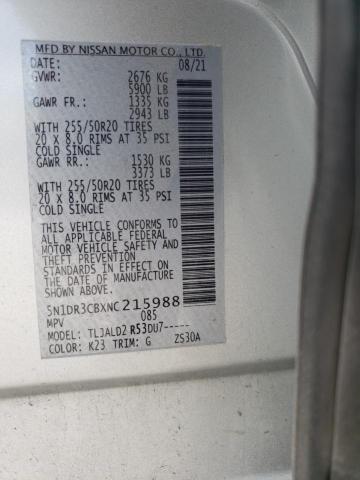 MFD BY NISSAN MOTOR CO., LTD.
DATE: 08/21
GVWR: 2676 KG
5900 LB
GAWR FR.: 1335 KG
2943 LB
WITH 255/50R20 TIRES
20 X 8.0 RIMS AT 35 PSI
COLD SINGLE
GAWR RR.: 1530 KG
3373 LB
WITH 255/50R20 TIRES
20 X 8.0 RIMS AT 35 PSI
COLD SINGLE
THIS VEHICLE CONFORMS TO
ALL APPLICABLE FEDERAL
MOTOR VEHICLE SAFETY AND
THEFT PREVENTION
STANDARDS IN EFFECT ON
THE DATE OF MANUFACTURE
5N1DR3CBXNC215988
MPV 085
MODEL: TLJALD2 R53DU7-----
COLOR: K23 TRIM: G ZS30A